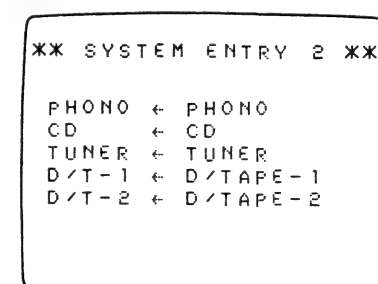 ** SYSTEM ENTRY 2 **
PHONO ← PHONO
CD ← CD
TUNER ← TUNER
D/T-1 ← D/TAPE-1
D/T-2 ← D/TAPE-2